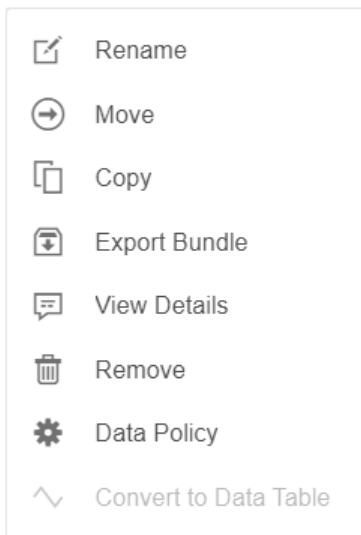 Rename
Move
Copy
Export Bundle
View Details
Remove
Data Policy
Convert to Data Table